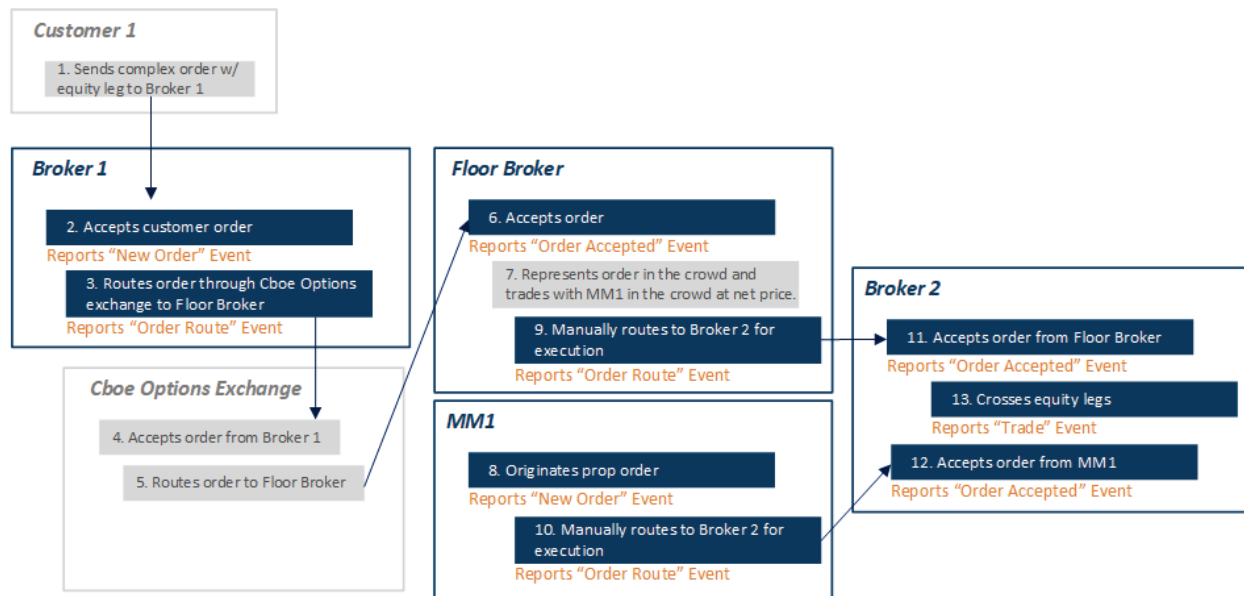 Customer 1
1. Sends complex order w/
equity leg to Broker 1
Broker 1
2. Accepts customer order
Reports “New Order” Event
3. Routes order through Cboe Options
exchange to Floor Broker
Reports “Order Route” Event
Cboe Options Exchange
4. Accepts order from Broker 1
5. Routes order to Floor Broker
Floor Broker
6. Accepts order
Reports “Order Accepted” Event
7. Represents order in the crowd and
trades with MM1 in the crowd at net price.
9. Manually routes to Broker 2 for
execution
Reports “Order Route” Event
MM1
8. Originates prop order
Reports “New Order” Event
10. Manually routes to Broker 2 for
execution
Reports “Order Route” Event
Broker 2
11. Accepts order from Floor Broker
Reports “Order Accepted” Event
13. Crosses equity legs
Reports “Trade” Event
12. Accepts order from MM1
Reports “Order Accepted” Event